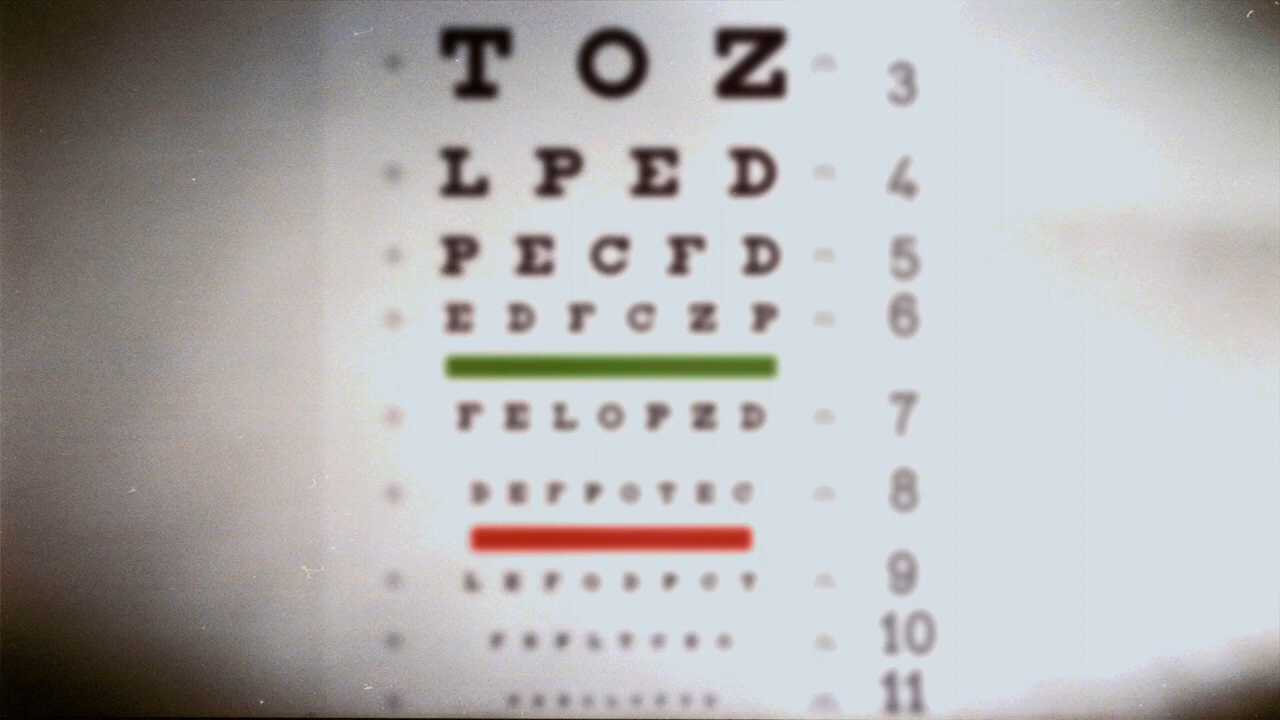 T O Z 3
L P E D 4
P E C F D 5
E D F C Z P 6
F E L O P Z D 7
D E F P O T E C 8
L E F O D P C T 9
10
11